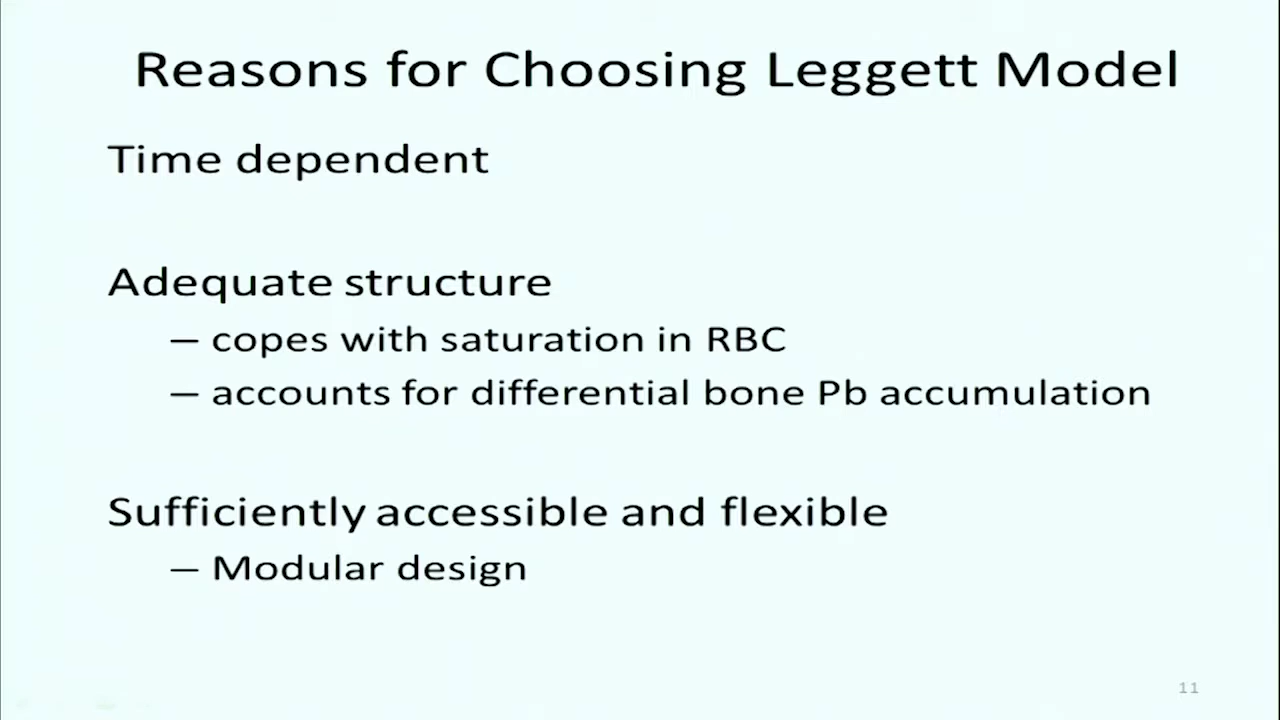 Reasons for Choosing Leggett Model
Time dependent
Adequate structure
– copes with saturation in RBC
– accounts for differential bone Pb accumulation
Sufficiently accessible and flexible
– Modular design
11